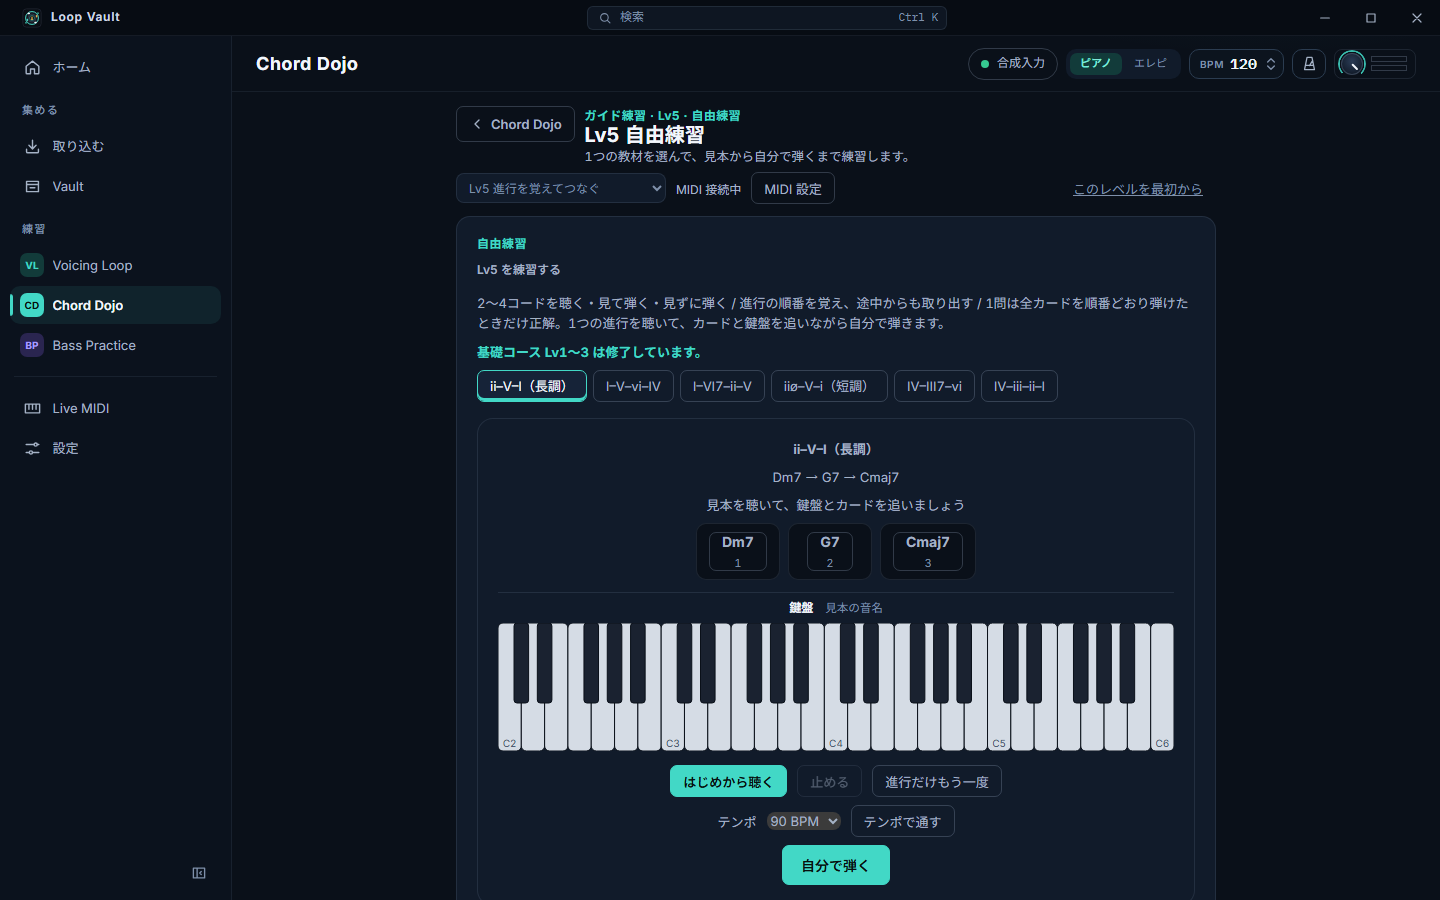 Loop Vault
検索
Ctrl K
ホーム
集める
取り込む
Vault
練習
VL Voicing Loop
CD Chord Dojo
BP Bass Practice
Live MIDI
設定
Chord Dojo
合成入力
ピアノ
エレピ
BPM 120
Chord Dojo
ガイド練習 · Lv5 · 自由練習
Lv5 自由練習
1つの教材を選んで、見本から自分で弾くまで練習します。
Lv5 進行を覚えてつなぐ
MIDI 接続中
MIDI 設定
このレベルを最初から
自由練習
Lv5 を練習する
2〜4コードを聴く・見て弾く・見ずに弾く / 進行の順番を覚え、途中からも取り出す / 1問は全カードを順番どおり弾けた
ときだけ正解。1つの進行を聴いて、カードと鍵盤を追いながら自分で弾きます。
基礎コース Lv1〜3 は修了しています。
ii–V–I（長調）
I–V–vi–IV
I–VI7–ii–V
iiø–V–i（短調）
IV–III7–vi
IV–iii–ii–I
ii–V–I（長調）
Dm7 → G7 → Cmaj7
見本を聴いて、鍵盤とカードを追いましょう
Dm7
1
G7
2
Cmaj7
3
鍵盤 見本の音名
C2
C3
C4
C5
C6
はじめから聴く
止める
進行だけもう一度
テンポ
90 BPM
テンポで通す
自分で弾く